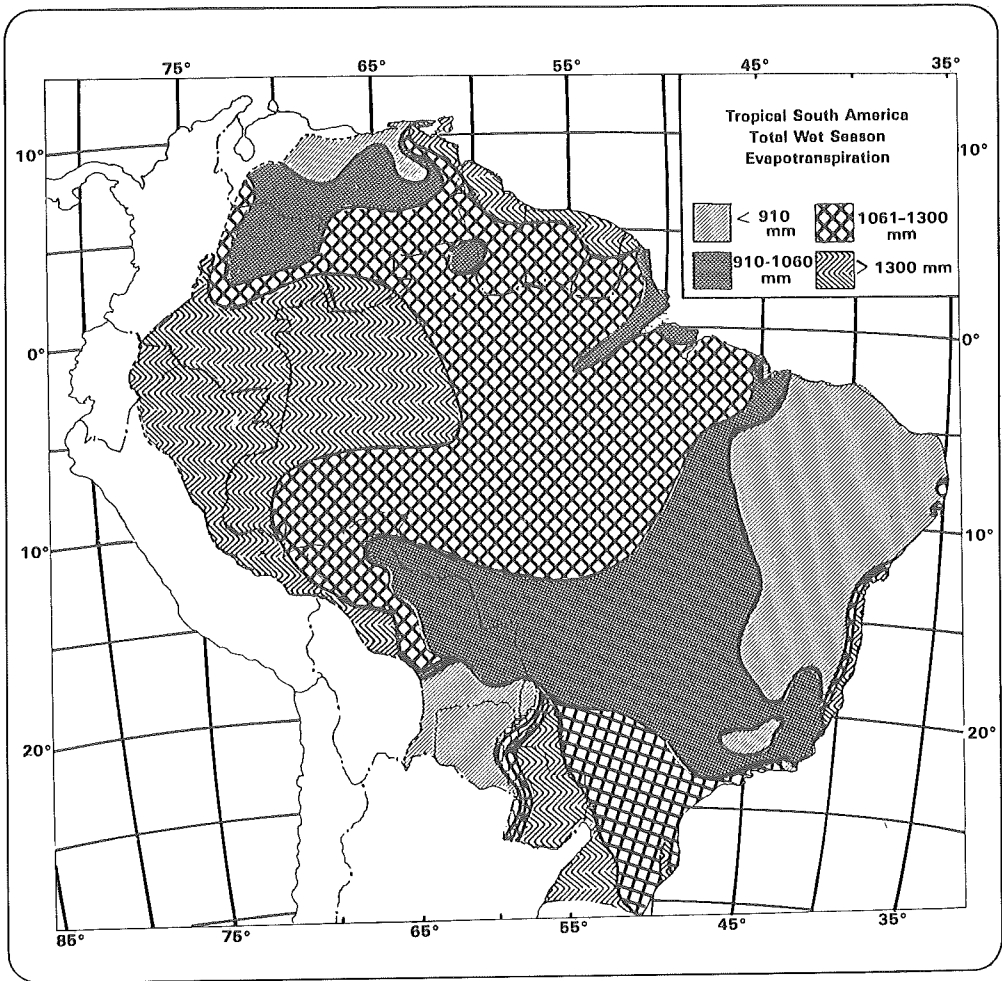 75° 65° 55° 45° 35°
Tropical South America
Total Wet Season
Evapotranspiration
< 910
mm
1061-1300
mm
910-1060
mm
> 1300 mm
10° 10°
0° 0°
10° 10°
20° 20°
85° 75° 65° 55° 45° 35°